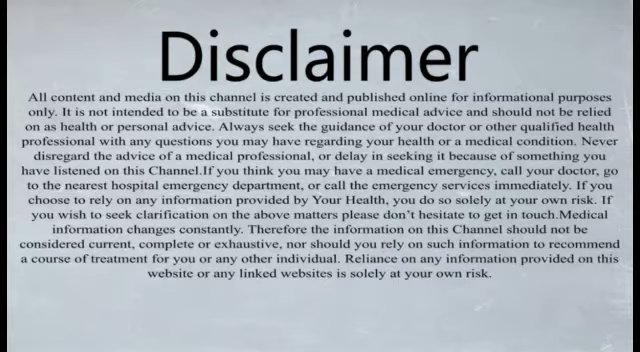 Disclaimer
All content and media on this channel is created and published online for informational purposes
only. It is not intended to be a substitute for professional medical advice and should not be relied
on as health or personal advice. Always seek the guidance of your doctor or other qualified health
professional with any questions you may have regarding your health or a medical condition. Never
disregard the advice of a medical professional, or delay in seeking it because of something you
have listened on this Channel.If you think you may have a medical emergency, call your doctor, go
to the nearest hospital emergency department, or call the emergency services immediately. If you
choose to rely on any information provided by Your Health, you do so solely at your own risk. If
you wish to seek clarification on the above matters please don't hesitate to get in touch.Medical
information changes constantly. Therefore the information on this Channel should not be
considered current, complete or exhaustive, nor should you rely on such information to recommend
a course of treatment for you or any other individual. Reliance on any information provided on this
website or any linked websites is solely at your own risk.